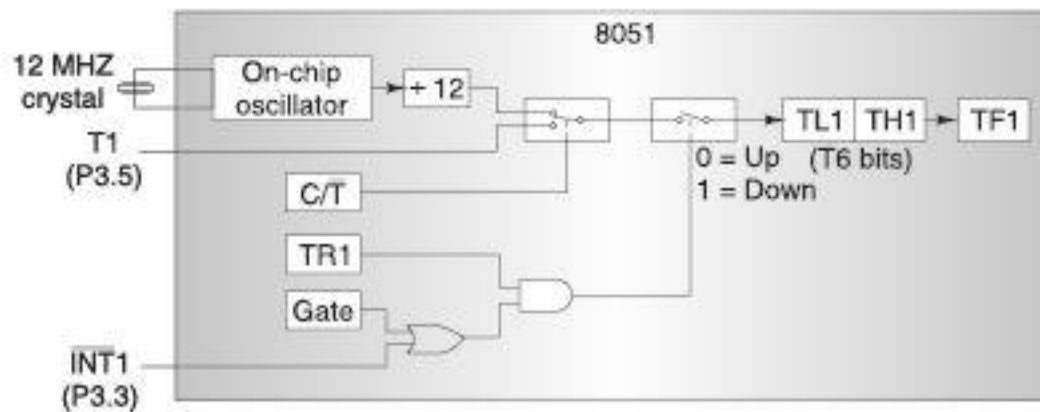 8051
12 MHZ
crystal
On-chip
oscillator
÷ 12
T1
(P3.5)
TL1
TH1
TF1
0 = Up
(T6 bits)
1 = Down
C/T̅
TR1
Gate
I̅N̅T̅1
(P3.3)